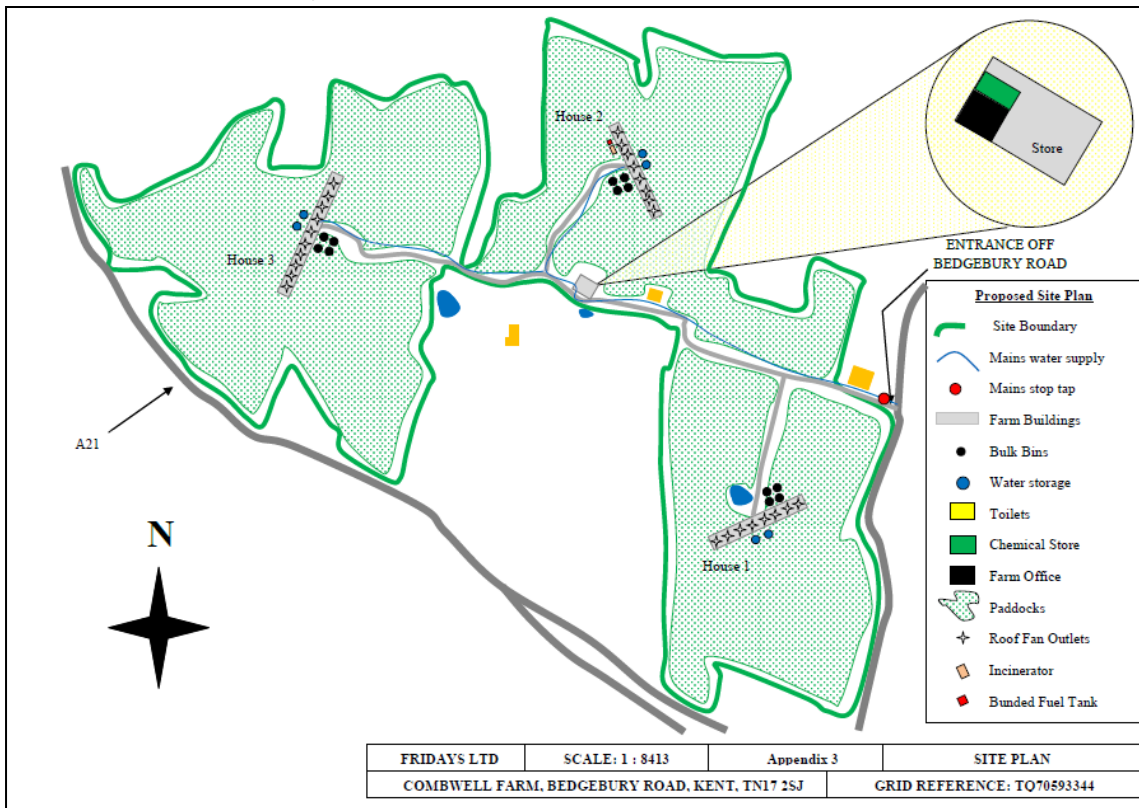 House 2
Store
House 3
ENTRANCE OFF
BEDGEBURY ROAD
Proposed Site Plan
Site Boundary
Mains water supply
Mains stop tap
Farm Buildings
Bulk Bins
Water storage
Toilets
Chemical Store
Farm Office
Paddocks
Roof Fan Outlets
Incinerator
Bunded Fuel Tank
A21
N
House 1
FRIDAYS LTD
SCALE: 1 : 8413
Appendix 3
SITE PLAN
COMBWELL FARM, BEDGEBURY ROAD, KENT, TN17 2SJ
GRID REFERENCE: TQ70593344